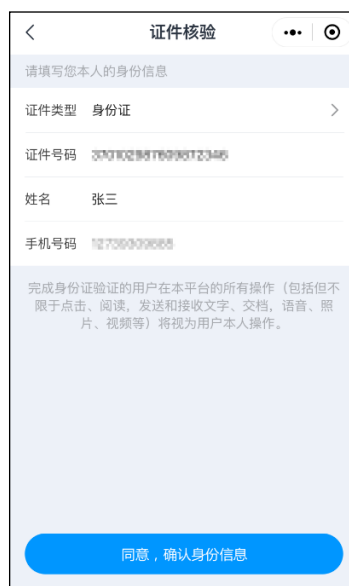 证件核验
请填写您本人的身份信息
证件类型 身份证
证件号码
姓名 张三
手机号码
完成身份证验证的用户在本平台的所有操作（包括但不
限于点击、阅读，发送和接收文字、交档，语音、照
片、视频等）将视为用户本人操作。
同意，确认身份信息